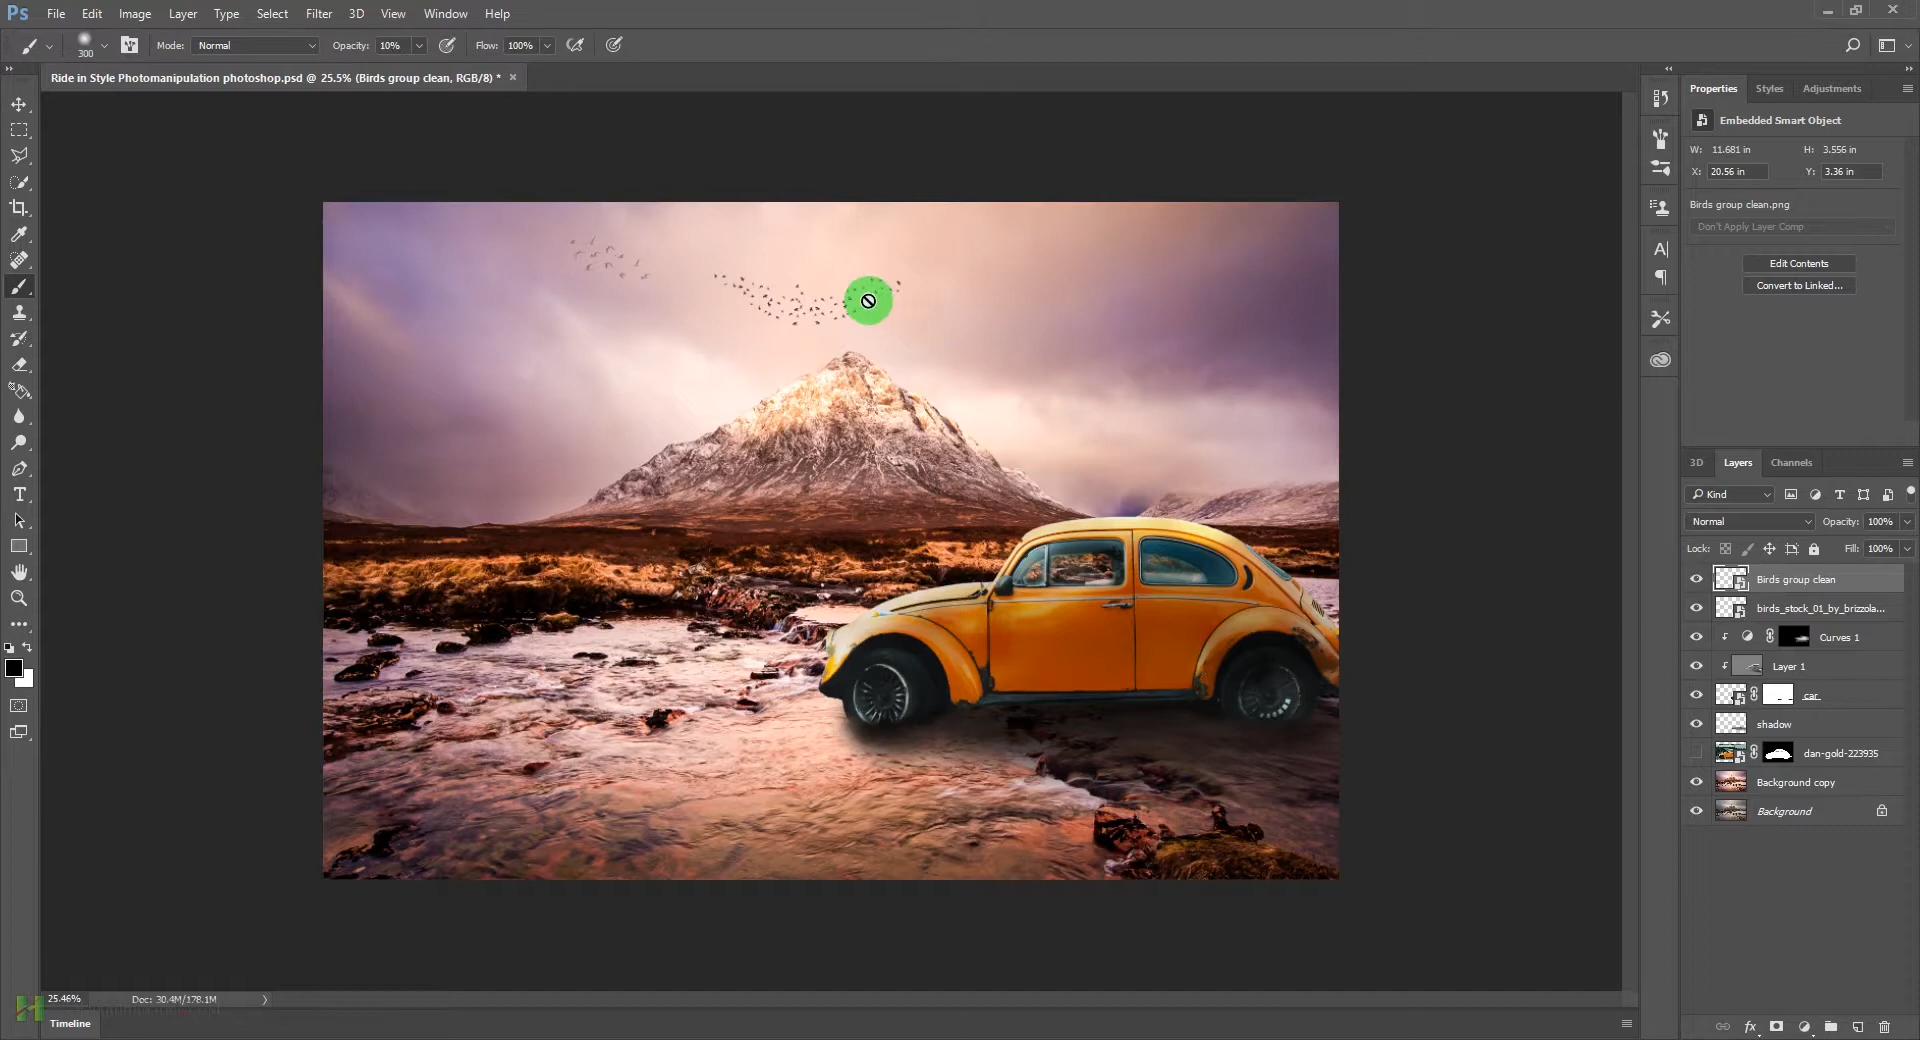 Ps File Edit Image Layer Type Select Filter 3D View Window Help
300 Mode: Normal Opacity: 10% Flow: 100%
Ride in Style Photomanipulation photoshop.psd @ 25.5% (Birds group clean, RGB/8) * ×
Properties Styles Adjustments
Embedded Smart Object
W: 11.681 in H: 3.556 in
X: 20.56 in Y: 3.36 in
Birds group clean.png
Don't Apply Layer Comp
Edit Contents
Convert to Linked...
3D Layers Channels
Kind
Normal Opacity: 100%
Lock: Fill: 100%
Birds group clean
birds_stock_01_by_brizzola...
Curves 1
Layer 1
car
shadow
dan-gold-223935
Background copy
Background
25.46% Doc: 30.4M/178.1M
Timeline